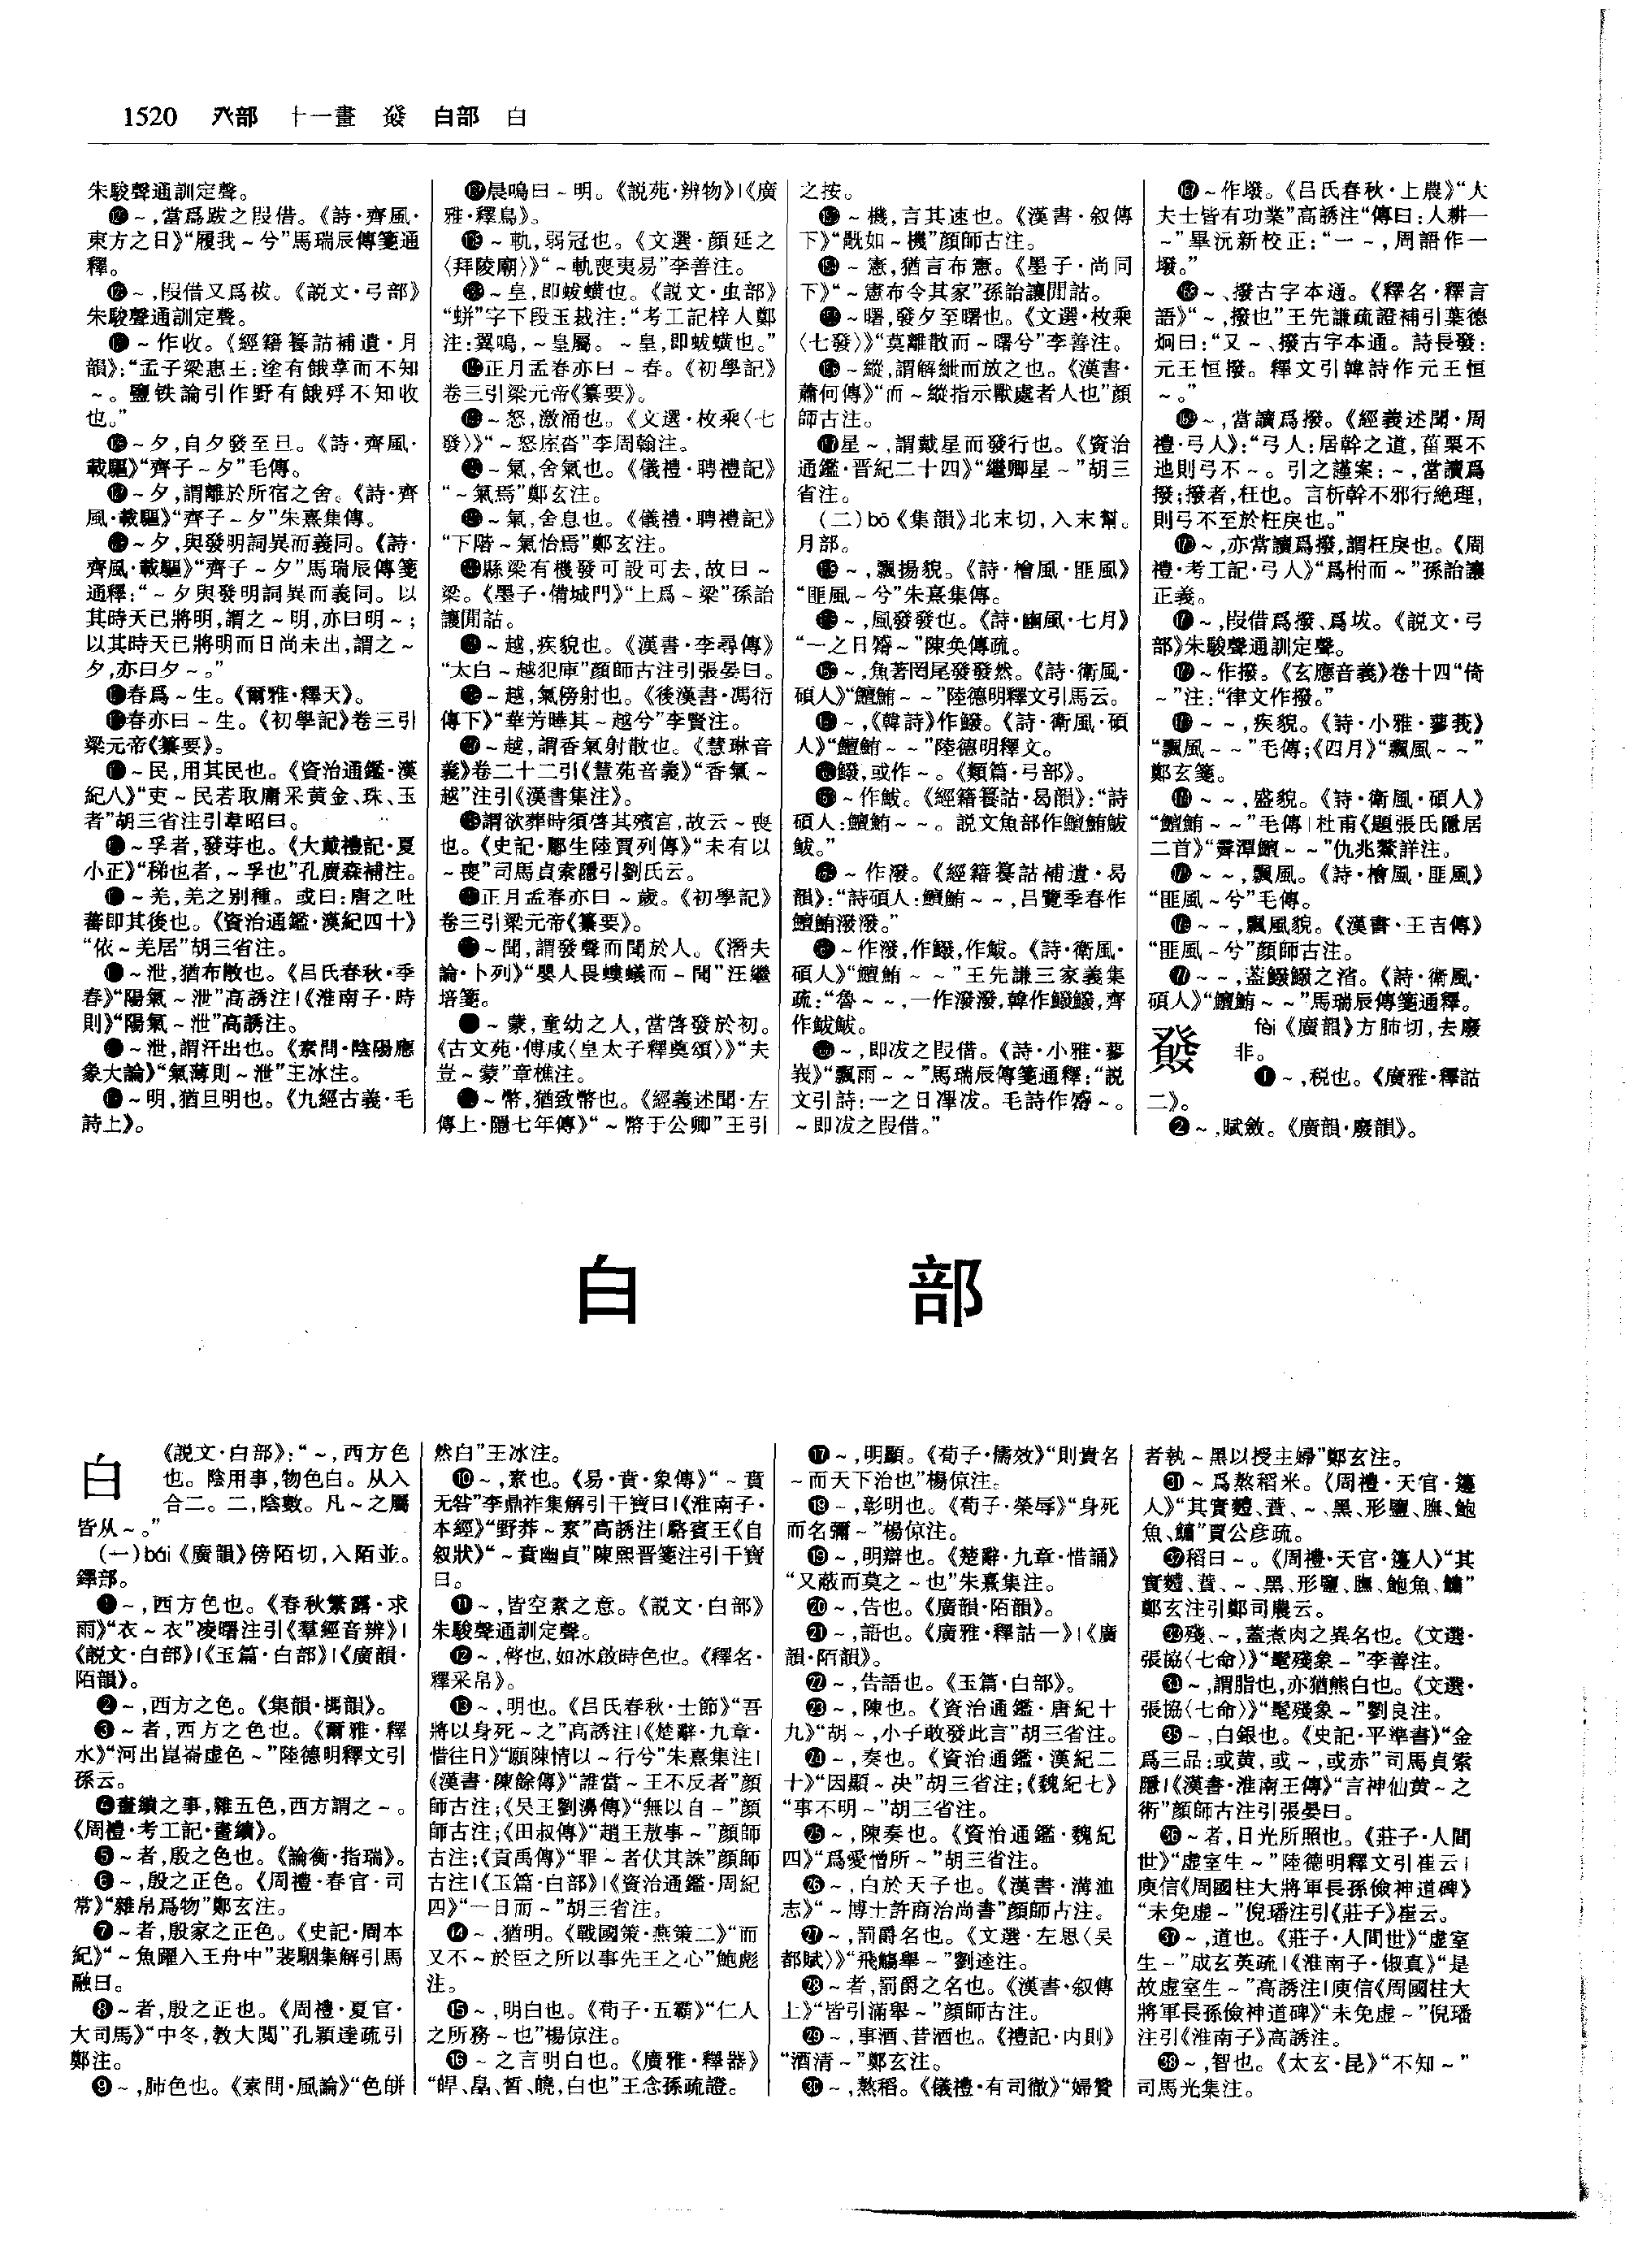 1520 癶部 十一畫 發 白部 白
朱駿聲通訓定聲。
～,當爲跋之叚借。《詩·齊風·
東方之日》“履我～兮”馬瑞辰傳箋通
釋。
～,叚借又爲祓。《説文·弓部》
朱駿聲通訓定聲。
～作收。《經籍籑詁補遺·月
韻》:“孟子梁惠王:塗有餓莩而不知
～。鹽铁論引作野有餓殍不知收
也。”
～夕,自夕發至旦。《詩·齊風·
載驅》“齊子～夕”毛傳。
～夕,謂離於所宿之舍。《詩·齊
風·載驅》“齊子～夕”朱熹集傳。
～夕,與發明詞異而義同。《詩·
齊風·載驅》“齊子～夕”馬瑞辰傳箋
通釋:“～夕與發明詞異而義同。以
其時天已將明,謂之～明,亦曰明～;
以其時天已將明而日尚未出,謂之～
夕,亦曰夕～。”
春爲～生。《爾雅·釋天》。
春亦曰～生。《初學記》卷三引
梁元帝《纂要》。
～民,用其民也。《資治通鑑·漢
紀八》“吏～民若取庸采黄金、珠、玉
者”胡三省注引韋昭曰。
～孚者,發芽也。《大戴禮記·夏
小正》“稊也者,～孚也”孔廣森補注。
～羌,羌之别種。或曰:唐之吐
蕃即其後也。《資治通鑑·漢紀四十》
“依～羌居”胡三省注。
～泄,猶布散也。《吕氏春秋·季
春》“陽氣～泄”高誘注|《淮南子·時
則》“陽氣～泄”高誘注。
～泄,謂汗出也。《素問·陰陽應
象大論》“氣薄則～泄”王冰注。
～明,猶旦明也。《九經古義·毛
詩上》。
晨鳴曰～明。《説苑·辨物》|《廣
雅·釋鳥》。
～軌,弱冠也。《文選·顔延之
〈拜陵廟〉》“～軌喪夷易”李善注。
～皇,即蛂蟥也。《説文·虫部》
“蛢”字下段玉裁注:“考工記梓人鄭
注:翼鳴,～皇屬。～皇,即蛂蟥也。”
正月孟春亦曰～春。《初學記》
卷三引梁元帝《纂要》。
～怒,激涌也。《文選·枚乘〈七
發〉》“～怒庢沓”李周翰注。
～氣,舍氣也。《儀禮·聘禮記》
“～氣焉”鄭玄注。
～氣,舍息也。《儀禮·聘禮記》
“下階～氣怡焉”鄭玄注。
縣梁有機發可設可去,故曰～
梁。《墨子·備城門》“上爲～梁”孫詒
讓閒詁。
～越,疾貌也。《漢書·李尋傳》
“太白～越犯庫”顔師古注引張晏曰。
～越,氣傍射也。《後漢書·馮衍
傳下》“華芳曄其～越兮”李賢注。
～越,謂香氣射散也。《慧琳音
義》卷二十二引《慧苑音義》“香氣～
越”注引《漢書集注》。
謂欲葬時須啓其殯宫,故云～喪
也。《史記·酈生陸賈列傳》“未有以
～喪”司馬貞索隱引劉氏云。
正月孟春亦曰～歲。《初學記》
卷三引梁元帝《纂要》。
～聞,謂發聲而聞於人。《潛夫
論·卜列》“嬰人畏螻蟻而～聞”汪繼
培箋。
～蒙,童幼之人,當啓發於初。
《古文苑·傅咸〈皇太子釋奠頌〉》“夫
豈～蒙”章樵注。
～幣,猶致幣也。《經義述聞·左
傳上·隱七年傳》“～幣于公卿”王引
之按。
～機,言其速也。《漢書·叙傳
下》“厩如～機”顔師古注。
～憲,猶言布憲。《墨子·尚同
下》“～憲布令其家”孫詒讓閒詁。
～曙,發夕至曙也。《文選·枚乘
〈七發〉》“莫離散而～曙兮”李善注。
～縱,謂解紲而放之也。《漢書·
蕭何傳》“而～縱指示獸處者人也”顔
師古注。
星～,謂戴星而發行也。《資治
通鑑·晋紀二十四》“繼卿星～”胡三
省注。
(二)bō《集韻》北末切,入末幫。
月部。
～,飄揚貌。《詩·檜風·匪風》
“匪風～兮”朱熹集傳。
～,風發發也。《詩·豳風·七月》
“一之日觱～”陳奂傳疏。
～,魚著罔尾發發然。《詩·衛風·
碩人》“鱣鮪～～”陸德明釋文引馬云。
～,《韓詩》作鱍。《詩·衛風·碩
人》“鱣鮪～～”陸德明釋文。
鱍,或作～。《類篇·弓部》。
～作鮁。《經籍籑詁·曷韻》:“詩
碩人:鱣鮪～～。説文魚部作鱣鮪鮁
鮁。”
～作潑。《經籍籑詁補遺·曷
韻》:“詩碩人:鱣鮪～～,吕覽季春作
鱣鮪潑潑。”
～作潑,作鱍,作鮁。《詩·衛風·
碩人》“鱣鮪～～”王先謙三家義集
疏:“魯～～,一作潑潑,韓作鱍鱍,齊
作鮁鮁。
～,即冹之叚借。《詩·小雅·蓼
莪》“飄雨～～”馬瑞辰傳箋通釋:“説
文引詩:一之日滭冹。毛詩作觱～。
～即冹之叚借。”
～作墢。《吕氏春秋·上農》“大
夫士皆有功業”高誘注“傳曰:人耕一
～”畢沅新校正:“一～,周語作一
墢。”
～、撥古字本通。《釋名·釋言
語》“～,撥也”王先謙疏證補引葉德
炯曰:“又～、撥古字本通。詩長發:
元王恒撥。釋文引韓詩作元王恒
～。”
～,當讀爲撥。《經義述聞·周
禮·弓人》:“弓人:居幹之道,菑栗不
迆則弓不～。引之謹案:～,當讀爲
撥;撥者,枉也。言析幹不邪行絶理,
則弓不至於枉戾也。”
～,亦當讀爲撥,謂枉戾也。《周
禮·考工記·弓人》“爲柎而～”孫詒讓
正義。
～,叚借爲撥、爲坺。《説文·弓
部》朱駿聲通訓定聲。
～作撥。《玄應音義》卷十四“倚
～”注:“律文作撥。”
～～,疾貌。《詩·小雅·蓼莪》
“飄風～～”毛傳;《四月》“飄風～～”
鄭玄箋。
～～,盛貌。《詩·衛風·碩人》
“鱣鮪～～”毛傳|杜甫《題張氏隱居
二首》“霽潭鱣～～”仇兆鰲詳注。
～～,飄風。《詩·檜風·匪風》
“匪風～兮”毛傳。
～～,飄風貌。《漢書·王吉傳》
“匪風～兮”顔師古注。
～～,盖鱍鱍之渻。《詩·衛風·
碩人》“鱣鮪～～”馬瑞辰傳箋通釋。
fèi《廣韻》方肺切,去廢
非。
❶～,税也。《廣雅·釋詁
二》。
❷～,賦斂。《廣韻·廢韻》。
白部
白
《説文·白部》:“～,西方色
也。陰用事,物色白。从入
合二。二,陰數。凡～之屬
皆从～。”
(一)bái《廣韻》傍陌切,入陌並。
鐸部。
❶～,西方色也。《春秋繁露·求
雨》“衣～衣”凌曙注引《羣經音辨》|
《説文·白部》|《玉篇·白部》|《廣韻·
陌韻》。
❷～,西方之色。《集韻·禡韻》。
❸～者,西方之色也。《爾雅·釋
水》“河出崑崙虚色～”陸德明釋文引
孫云。
❹畫繢之事,雜五色,西方謂之～。
《周禮·考工記·畫繢》。
❺～者,殷之色也。《論衡·指瑞》。
❻～,殷之正色。《周禮·春官·司
常》“雜帛爲物”鄭玄注。
❼～者,殷家之正色。《史記·周本
紀》“～魚躍入王舟中”裴駰集解引馬
融曰。
❽～者,殷之正也。《周禮·夏官·
大司馬》“中冬,教大閲”孔穎達疏引
鄭注。
❾～,肺色也。《素問·風論》“色皏
然白”王冰注。
❿～,素也。《易·賁·象傳》“～賁
无咎”李鼎祚集解引干寶曰|《淮南子·
本經》“野莽～素”高誘注|駱賓王《自
叙狀》“～賁幽貞”陳熙晋箋注引干寶
曰。
⓫～,皆空素之意。《説文·白部》
朱駿聲通訓定聲。
⓬～,啓也,如冰啟時色也。《釋名·
釋采帛》。
⓭～,明也。《吕氏春秋·士節》“吾
將以身死～之”高誘注|《楚辭·九章·
惜往日》“願陳情以～行兮”朱熹集注|
《漢書·陳餘傳》“誰當～王不反者”顔
師古注;《吴王劉濞傳》“無以自～”顔
師古注;《田叔傳》“趙王敖事～”顔師
古注;《貢禹傳》“罪～者伏其誅”顔師
古注|《玉篇·白部》|《資治通鑑·周紀
四》“一日而～”胡三省注。
⓮～,猶明。《戰國策·燕策二》“而
又不～於臣之所以事先王之心”鮑彪
注。
⓯～,明白也。《荀子·五霸》“仁人
之所務～也”楊倞注。
⓰～之言明白也。《廣雅·釋器》
“皔、皛、皙、皢,白也”王念孫疏證。
⓱～,明顯。《荀子·儒效》“則貴名
～而天下治也”楊倞注。
⓲～,彰明也。《荀子·榮辱》“身死
而名彌～”楊倞注。
⓳～,明辯也。《楚辭·九章·惜誦》
“又蔽而莫之～也”朱熹集注。
⓴～,告也。《廣韻·陌韻》。
㉑～,語也。《廣雅·釋詁一》|《廣
韻·陌韻》。
㉒～,告語也。《玉篇·白部》。
㉓～,陳也。《資治通鑑·唐紀十
九》“胡～,小子敢發此言”胡三省注。
㉔～,奏也。《資治通鑑·漢紀二
十》“因顯～决”胡三省注;《魏紀七》
“事不明～”胡三省注。
㉕～,陳奏也。《資治通鑑·魏紀
四》“爲愛憎所～”胡三省注。
㉖～,白於天子也。《漢書·溝洫
志》“～博士許商治尚書”顔師古注。
㉗～,罰爵名也。《文選·左思〈吴
都賦〉》“飛觴舉～”劉逵注。
㉘～者,罰爵之名也。《漢書·叙傳
上》“皆引滿舉～”顔師古注。
㉙～,事酒、昔酒也。《禮記·内則》
“酒清～”鄭玄注。
㉚～,熬稻。《儀禮·有司徹》“婦贊
者執～黑以授主婦”鄭玄注。
㉛～爲熬稻米。《周禮·天官·籩
人》“其實麷、蕡、～、黑、形鹽、膴、鮑
魚、鱐”賈公彦疏。
㉜稻曰～。《周禮·天官·籩人》“其
實麷、蕡、～、黑、形鹽、膴、鮑魚、鱐”
鄭玄注引鄭司農云。
㉝殘、～,蓋煮肉之異名也。《文選·
張協〈七命〉》“髦殘象～”李善注。
㉞～,謂脂也,亦猶熊白也。《文選·
張協〈七命〉》“髦殘象～”劉良注。
㉟～,白銀也。《史記·平準書》“金
爲三品:或黄,或～,或赤”司馬貞索
隱|《漢書·淮南王傳》“言神仙黄～之
術”顔師古注引張晏曰。
㊱～者,日光所照也。《莊子·人間
世》“虚室生～”陸德明釋文引崔云|
庾信《周國柱大將軍長孫儉神道碑》
“未免虚～”倪璠注引《莊子》崔云。
㊲～,道也。《莊子·人間世》“虚室
生～”成玄英疏|《淮南子·俶真》“是
故虚室生～”高誘注|庾信《周國柱大
將軍長孫儉神道碑》“未免虚～”倪璠
注引《淮南子》高誘注。
㊳～,智也。《太玄·昆》“不知～”
司馬光集注。